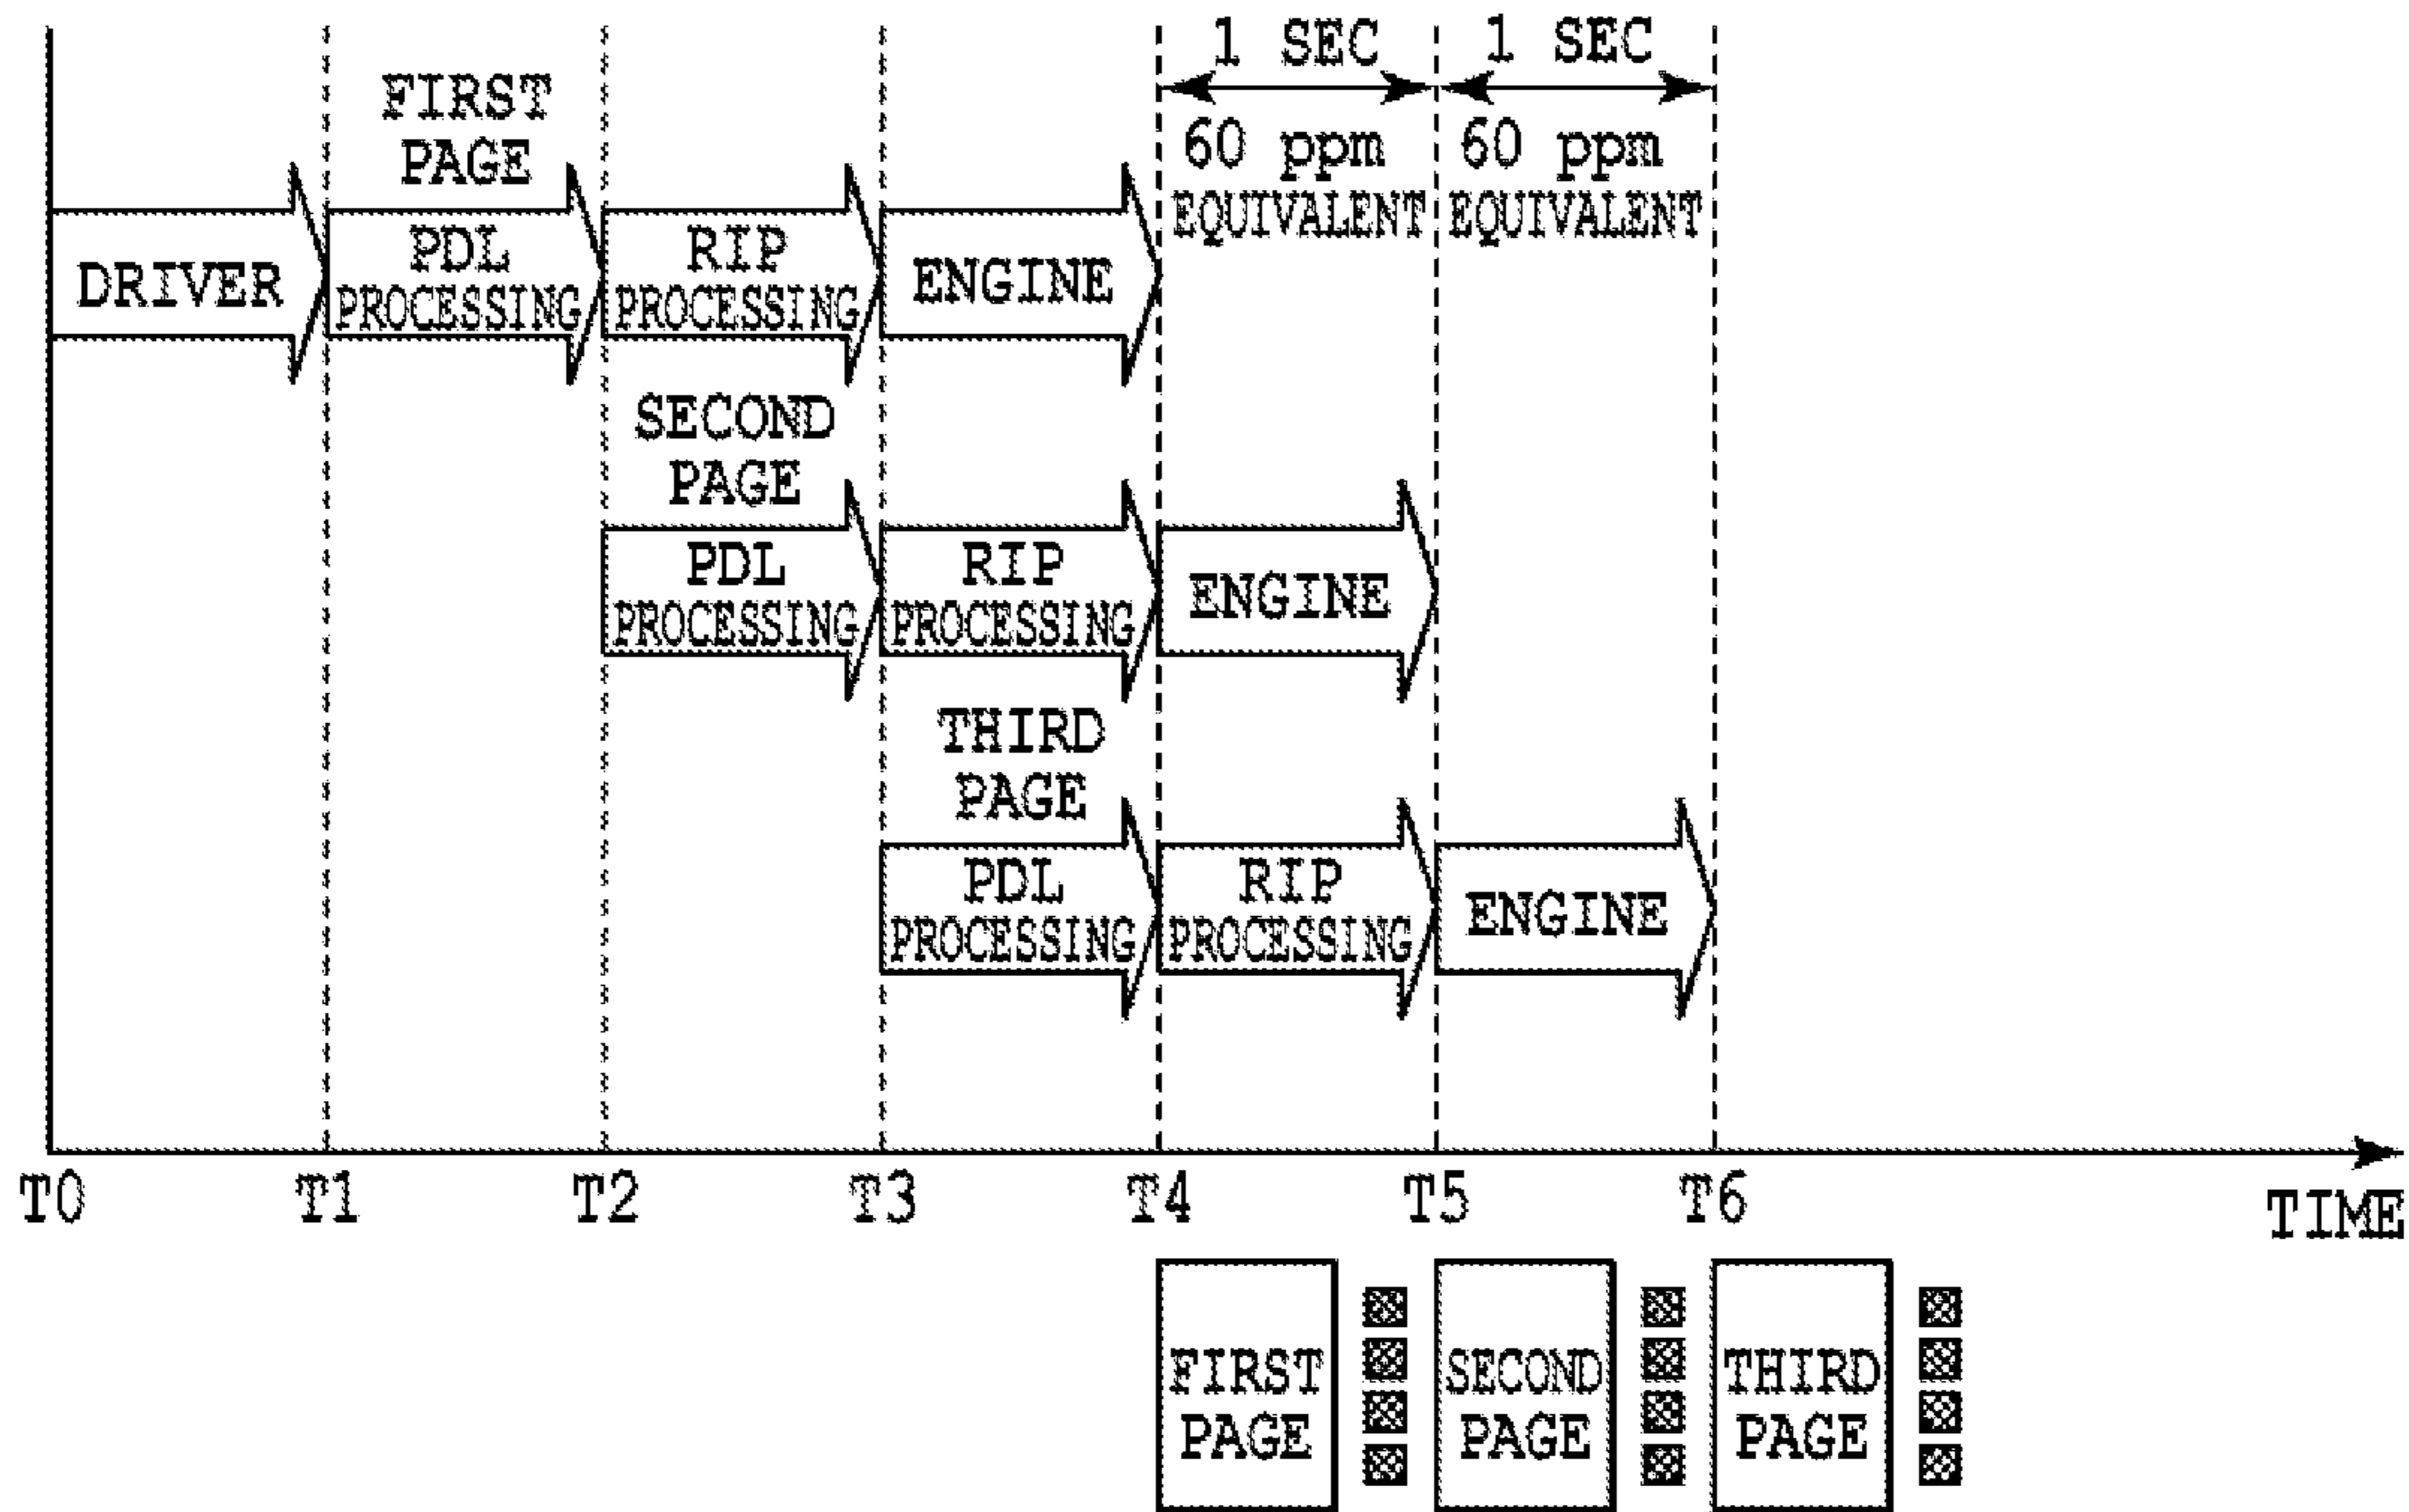 1 SEC 1 SEC
60 ppm 60 ppm
EQUIVALENT EQUIVALENT
FIRST
PAGE
DRIVER
PDL
PROCESSING
RIP
PROCESSING
ENGINE
SECOND
PAGE
PDL
PROCESSING
RIP
PROCESSING
ENGINE
THIRD
PAGE
PDL
PROCESSING
RIP
PROCESSING
ENGINE
T0 T1 T2 T3 T4 T5 T6
TIME
FIRST
PAGE
SECOND
PAGE
THIRD
PAGE